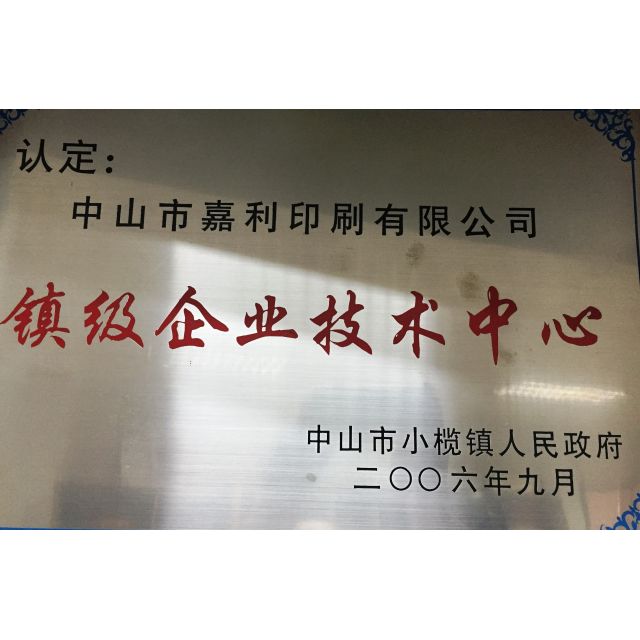 认定：
中山市嘉利印刷有限公司
镇级企业技术中心
中山市小榄镇人民政府
二〇〇六年九月